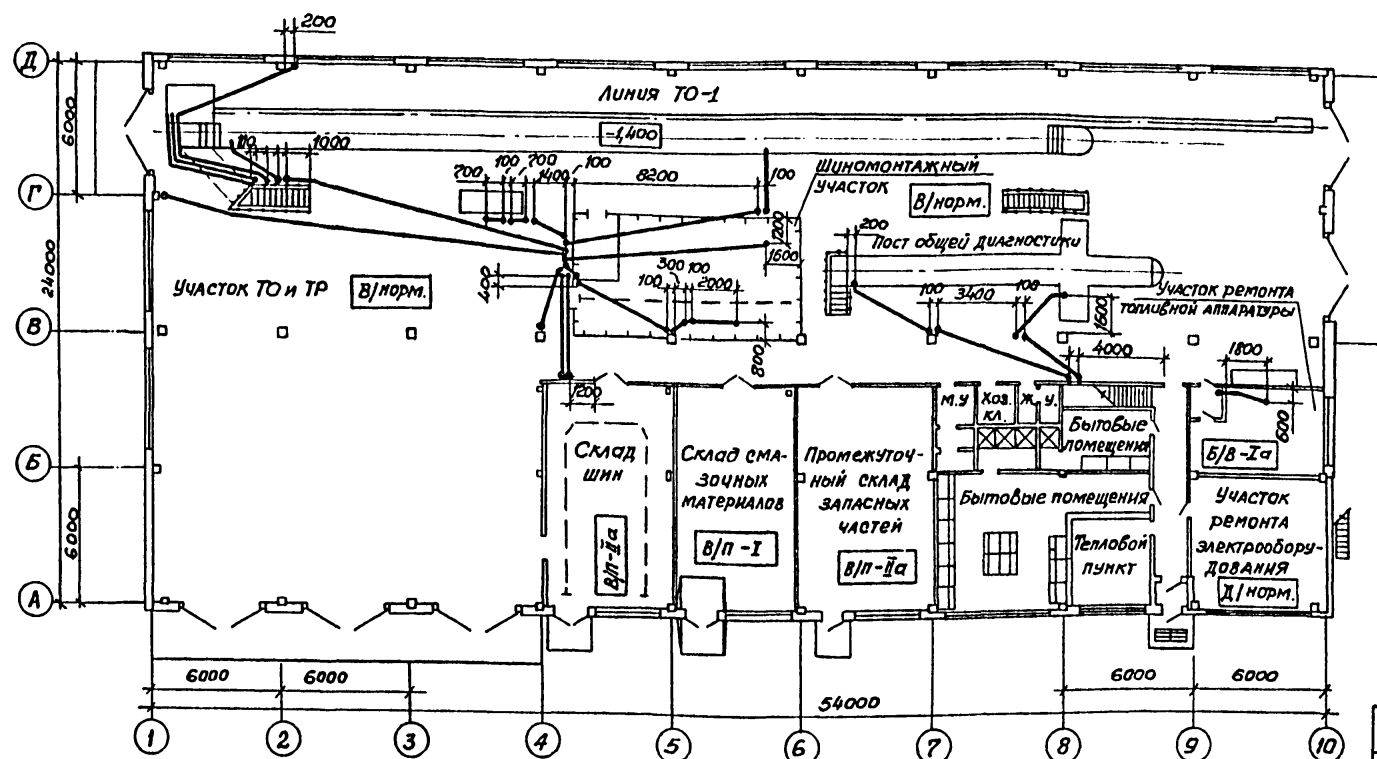 200
Д
Линия ТО-1
-1,400
6000
110
1000
700
100
700
1400
100
8200
100
Шиномонтажный
участок
В/норм.
Г
1200
1600
200
Пост общей диагностики
24000
Участок ТО и ТР
В/норм.
400
100
300
100
2000
100
3400
100
1600
Участок ремонта
топливной аппаратуры
В
800
4000
1800
600
1200
М.У
Хоз.
кл.
Ж.
У.
Бытовые
помещения
Б/В-Iа
Б
Склад
шин
Склад сма-
зочных
материалов
Промежуточ-
ный склад
запасных
частей
Бытовые помещения
Участок
ремонта
электрообору-
дования
6000
В/П-IIа
В/П-I
В/П-IIа
Тепловой
пункт
Д/норм.
А
6000
6000
6000
6000
54000
1
2
3
4
5
6
7
8
9
10